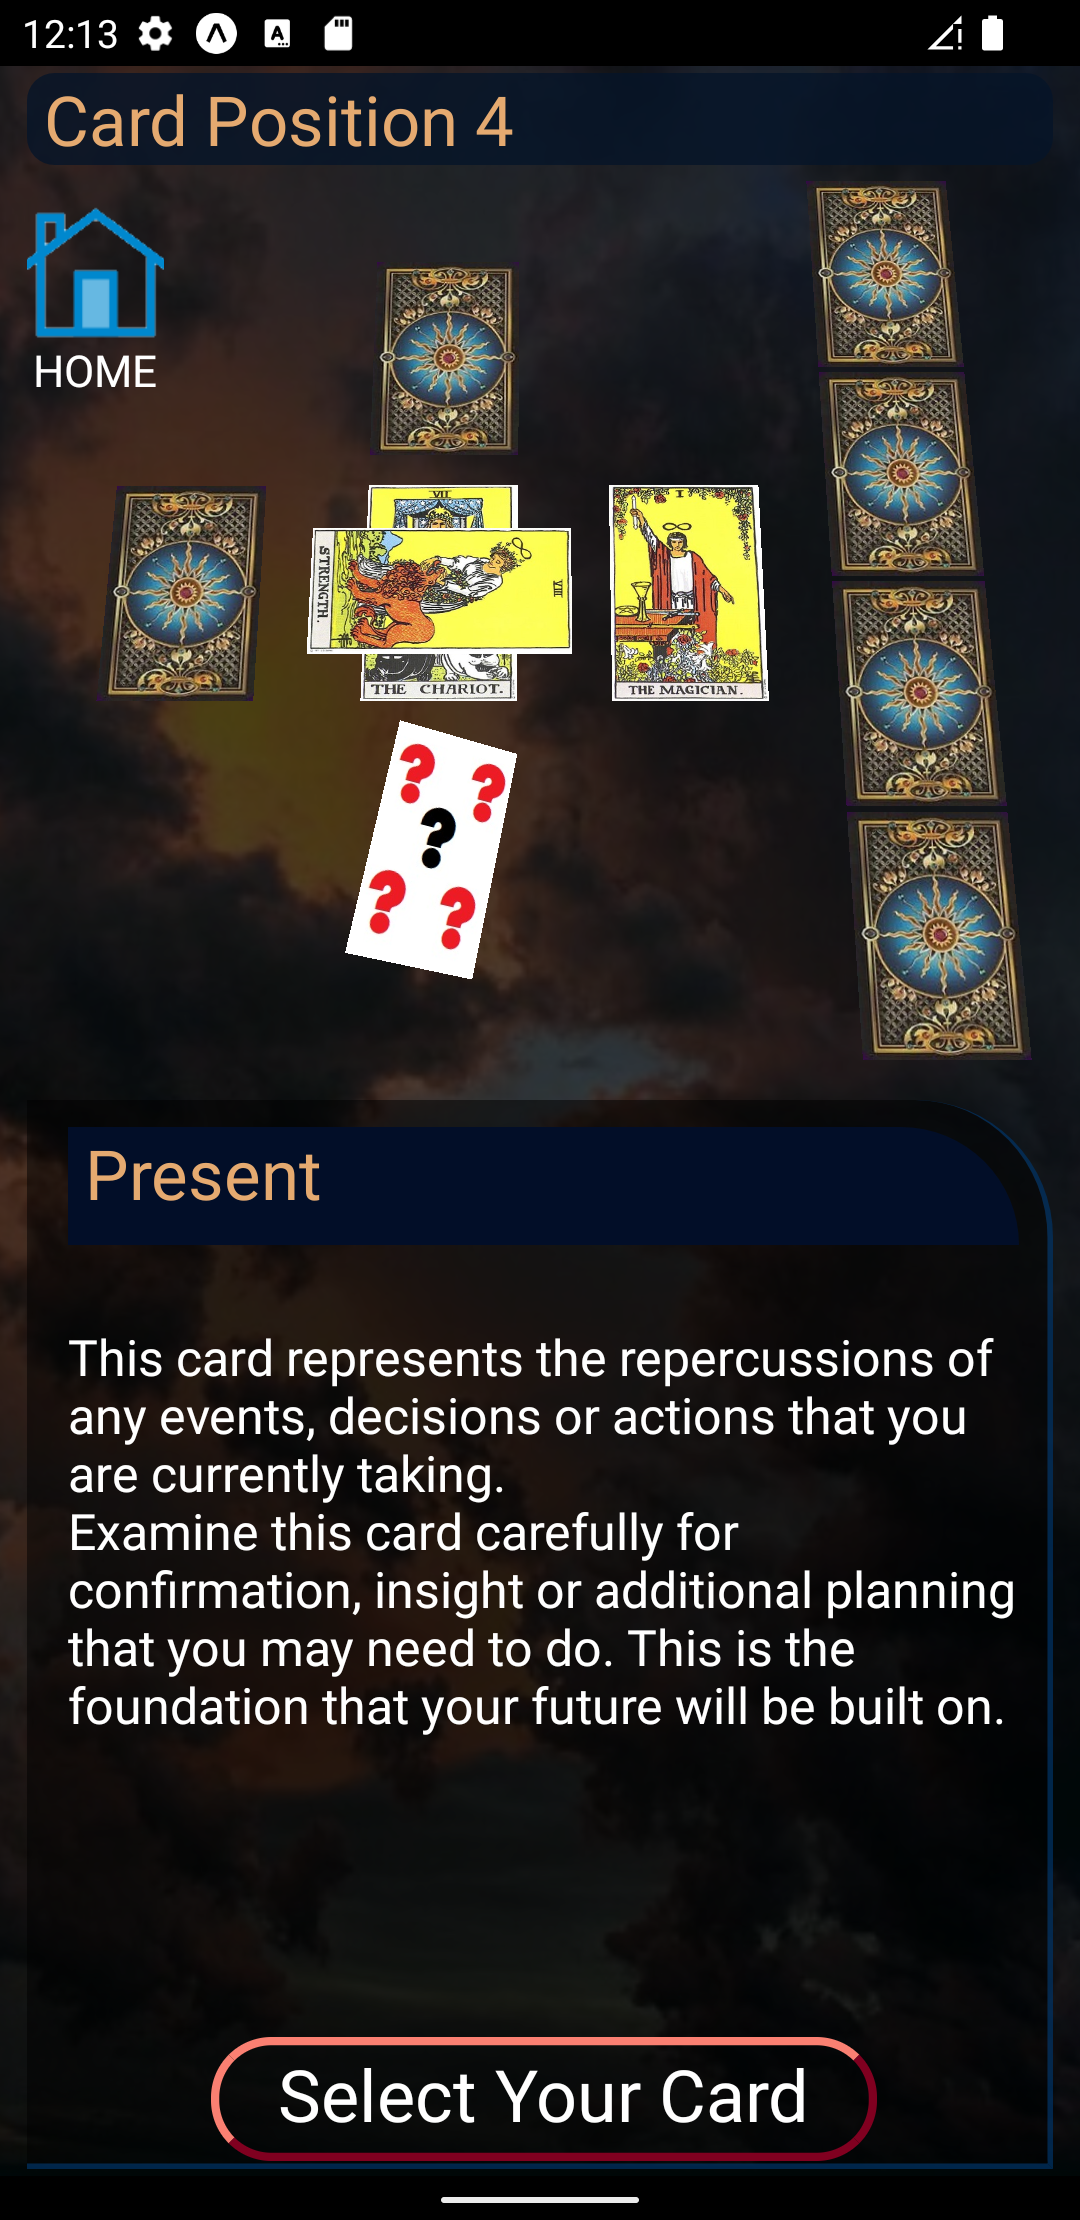 12:13
Card Position 4
HOME
VII
STRENGTH.
VIII
THE CHARIOT.
I
THE MAGICIAN.
? ?
?
? ?
Present
This card represents the repercussions of
any events, decisions or actions that you
are currently taking.
Examine this card carefully for
confirmation, insight or additional planning
that you may need to do. This is the
foundation that your future will be built on.
Select Your Card